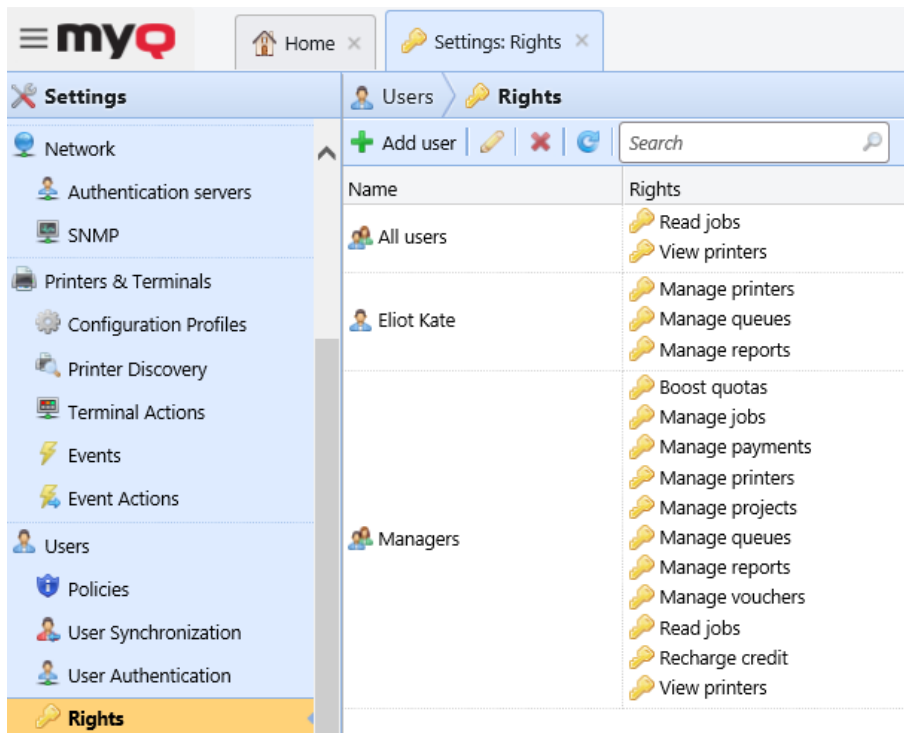 myQ
Home
Settings: Rights
Settings
Users
Rights
Network
Authentication servers
SNMP
Printers & Terminals
Configuration Profiles
Printer Discovery
Terminal Actions
Events
Event Actions
Users
Policies
User Synchronization
User Authentication
Rights
Add user
Search
Name
Rights
All users
Read jobs
View printers
Eliot Kate
Manage printers
Manage queues
Manage reports
Managers
Boost quotas
Manage jobs
Manage payments
Manage printers
Manage projects
Manage queues
Manage reports
Manage vouchers
Read jobs
Recharge credit
View printers